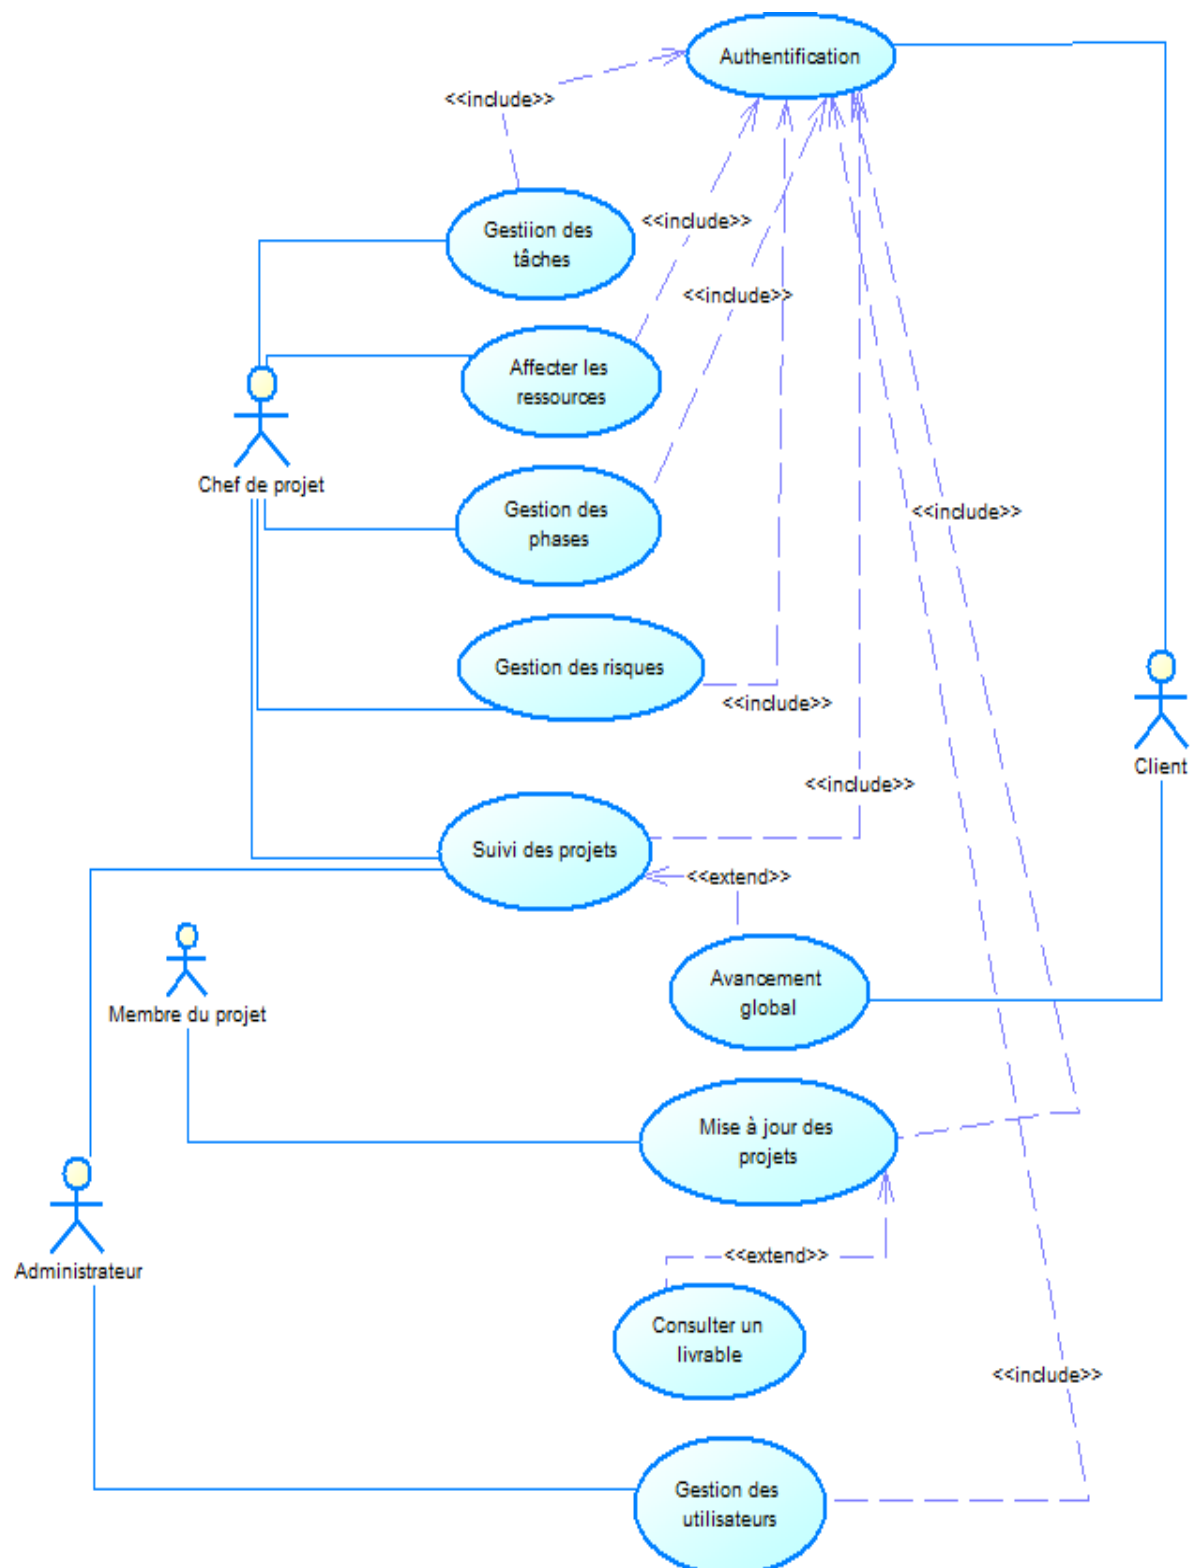 Authentification
<<include>>
Gestiion des
tâches
<<include>>
<<include>>
Affecter les
ressources
Chef de projet
Gestion des
phases
<<include>>
Gestion des risques
<<include>>
Client
<<include>>
Suivi des projets
<<extend>>
Avancement
global
Membre du projet
Mise à jour des
projets
<<extend>>
Administrateur
Consulter un
livrable
<<include>>
Gestion des
utilisateurs